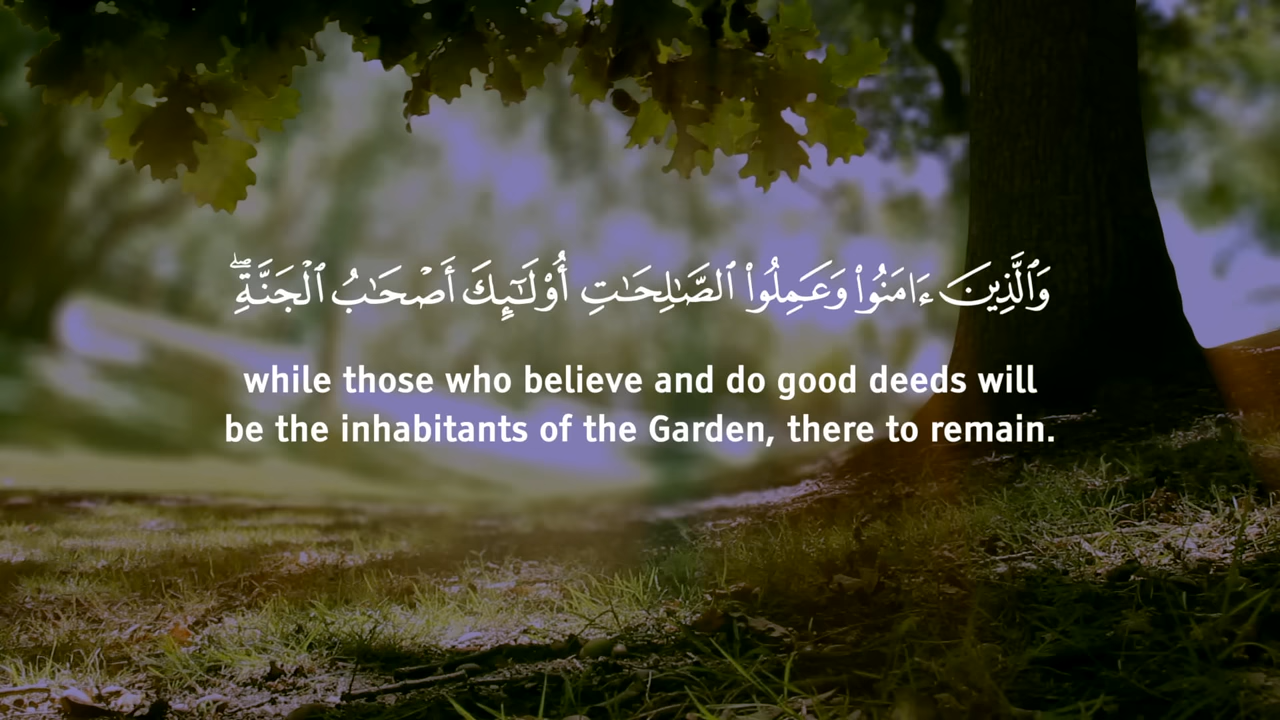 وَٱلَّذِينَ ءَامَنُوا۟ وَعَمِلُوا۟ ٱلصَّـٰلِحَـٰتِ أُو۟لَـٰٓئِكَ أَصْحَـٰبُ ٱلْجَنَّةِ ۖ
while those who believe and do good deeds will
be the inhabitants of the Garden, there to remain.